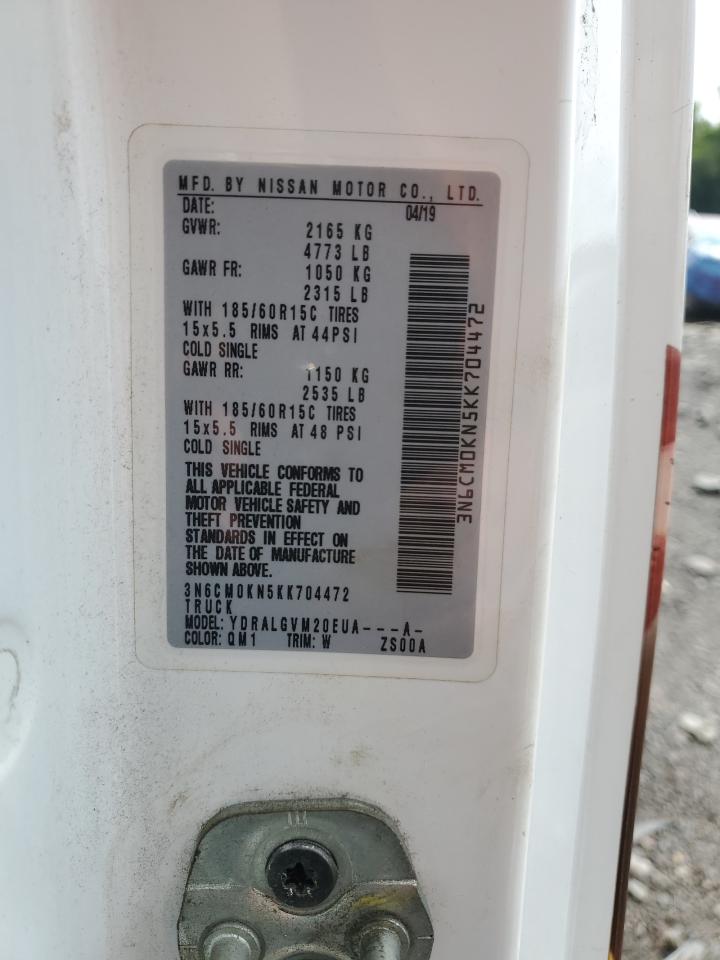 MFD. BY NISSAN MOTOR CO., LTD.
DATE: 04/19
GVWR: 2165 KG
4773 LB
GAWR FR: 1050 KG
2315 LB
WITH 185/60R15C TIRES
15x5.5 RIMS AT 44PSI
COLD SINGLE
GAWR RR: 1150 KG
2535 LB
WITH 185/60R15C TIRES
15x5.5 RIMS AT 48 PSI
COLD SINGLE
THIS VEHICLE CONFORMS TO
ALL APPLICABLE FEDERAL
MOTOR VEHICLE SAFETY AND
THEFT PREVENTION
STANDARDS IN EFFECT ON
THE DATE OF MANUFACTURE
SHOWN ABOVE.
3N6CM0KN5KK704472
TRUCK
MODEL: YDRALGVM20EUA---A-
COLOR: QM1 TRIM: W ZS00A
3N6CM0KN5KK704472